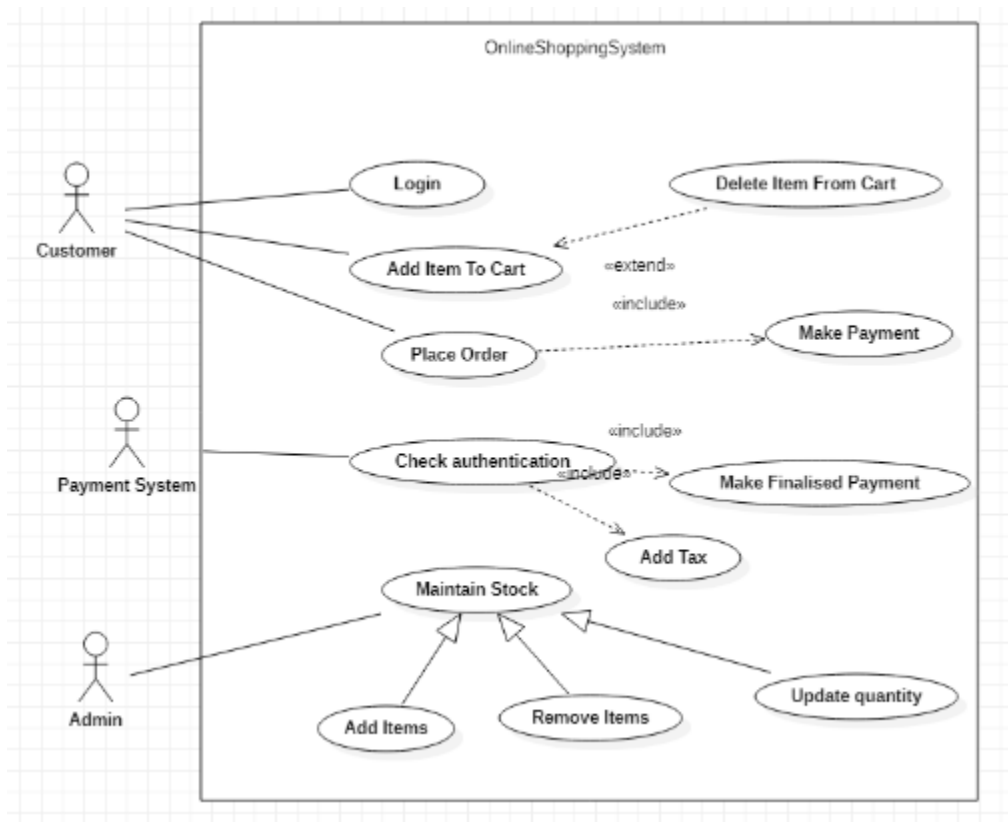 OnlineShoppingSystem
Login
Delete Item From Cart
Customer
Add Item To Cart
«extend»
«include»
Make Payment
Place Order
«include»
Check authentication
«include»
Payment System
Make Finalised Payment
Add Tax
Maintain Stock
Admin
Update quantity
Add Items
Remove Items